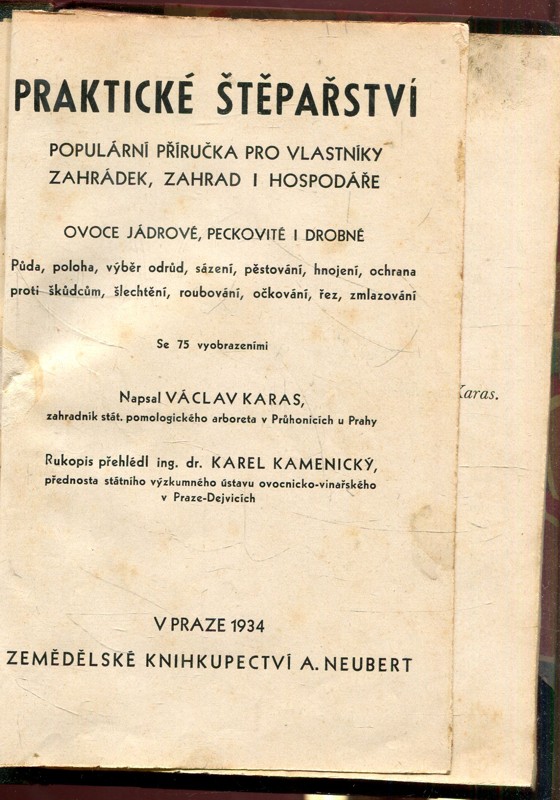 PRAKTICKÉ ŠTĚPAŘSTVÍ
POPULÁRNÍ PŘÍRUČKA PRO VLASTNÍKY
ZAHRÁDEK, ZAHRAD I HOSPODÁŘE
OVOCE JÁDROVÉ, PECKOVITÉ I DROBNÉ
Půda, poloha, výběr odrůd, sázení, pěstování, hnojení, ochrana
proti škůdcům, šlechtění, roubování, očkování, řez, zmlazování
Se 75 vyobrazeními
Napsal VÁCLAV KARAS,
zahradník stát. pomologického arboreta v Průhonicích u Prahy
Rukopis přehlédl ing. dr. KAREL KAMENICKÝ,
přednosta státního výzkumného ústavu ovocnicko-vinařského
v Praze-Dejvicích
V PRAZE 1934
ZEMĚDĚLSKÉ KNIHKUPECTVÍ A. NEUBERT
Karas.